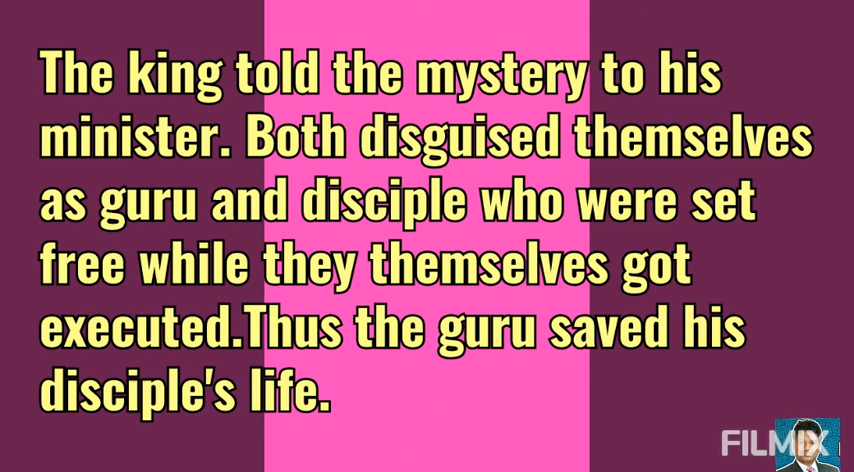 The king told the mystery to his
minister. Both disguised themselves
as guru and disciple who were set
free while they themselves got
executed.Thus the guru saved his
disciple's life.
FILMIX